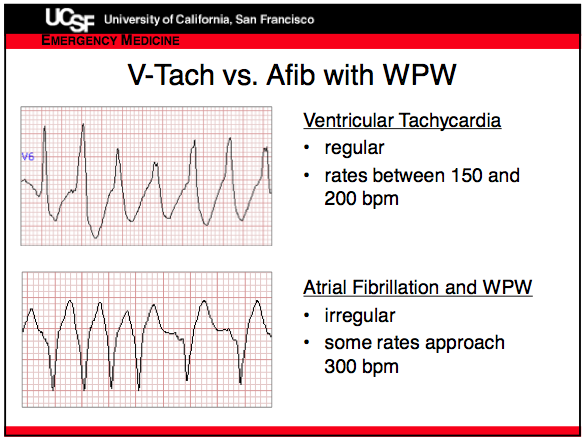 UCSF University of California, San Francisco
EMERGENCY MEDICINE
V-Tach vs. Afib with WPW
V6
Ventricular Tachycardia
• regular
• rates between 150 and
200 bpm
Atrial Fibrillation and WPW
• irregular
• some rates approach
300 bpm